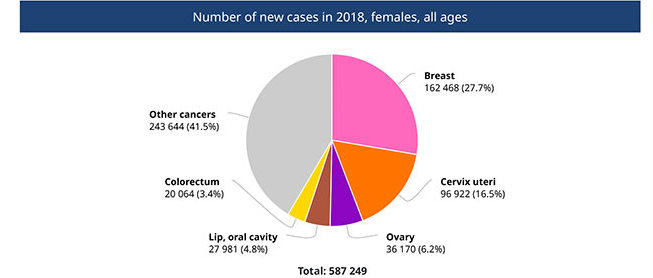 Number of new cases in 2018, females, all ages
Breast
162 468 (27.7%)
Other cancers
243 644 (41.5%)
Colorectum
20 064 (3.4%)
Cervix uteri
96 922 (16.5%)
Lip, oral cavity
27 981 (4.8%)
Ovary
36 170 (6.2%)
Total: 587 249